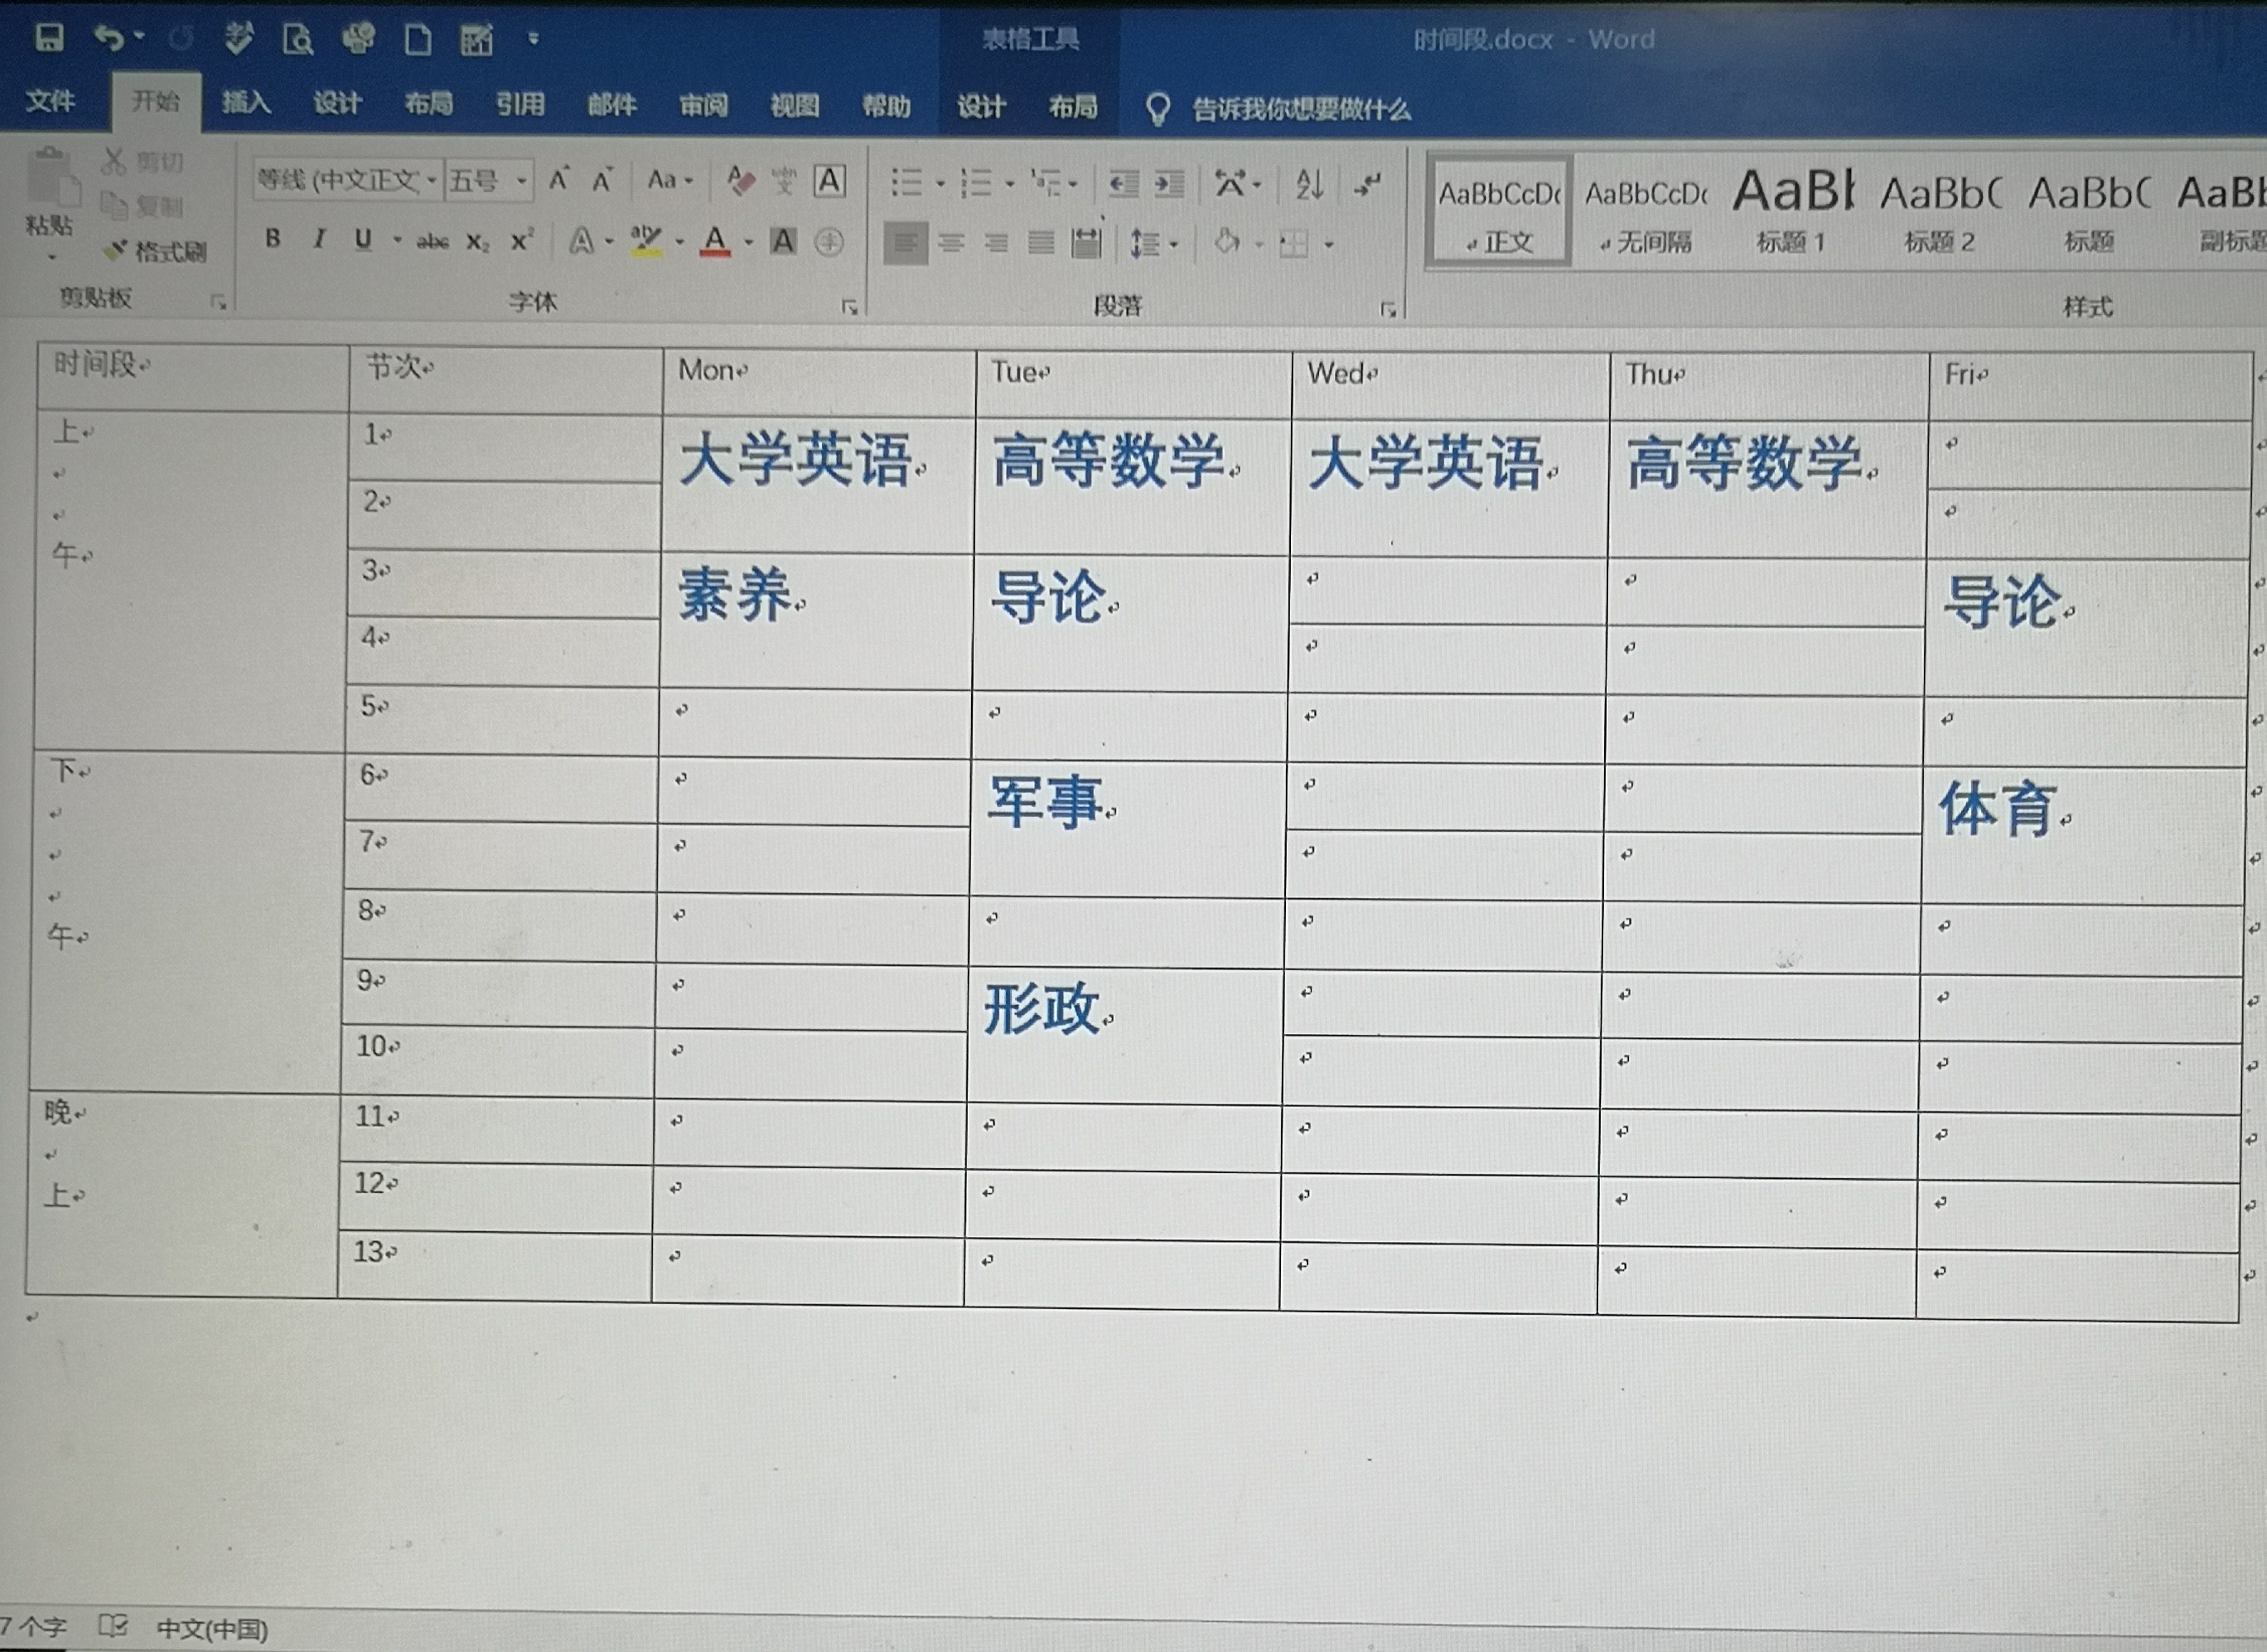 表格工具
时间段.docx - Word
文件 开始 插入 设计 布局 引用 邮件 审阅 视图 帮助 设计 布局 告诉我你想要做什么
剪切
复制
粘贴
格式刷
剪贴板
等线 (中文正文 五号
字体
段落
AaBbCcDc AaBbCcDc AaBl AaBbC AaBbC AaBb
正文 无间隔 标题 1 标题 2 标题 副标题
样式
时间段 节次 Mon Tue Wed Thu Fri
上
午
1 大学英语 高等数学 大学英语 高等数学
2
3 素养 导论 导论
4
5
下
午
6 军事 体育
7
8
9 形政
10
晚
上
11
12
13
7 个字 中文(中国)